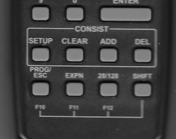 ENTER
CONSIST
SETUP CLEAR ADD DEL
PROG/
ESC EXPN 28/128 SHIFT
F10 F11 F12